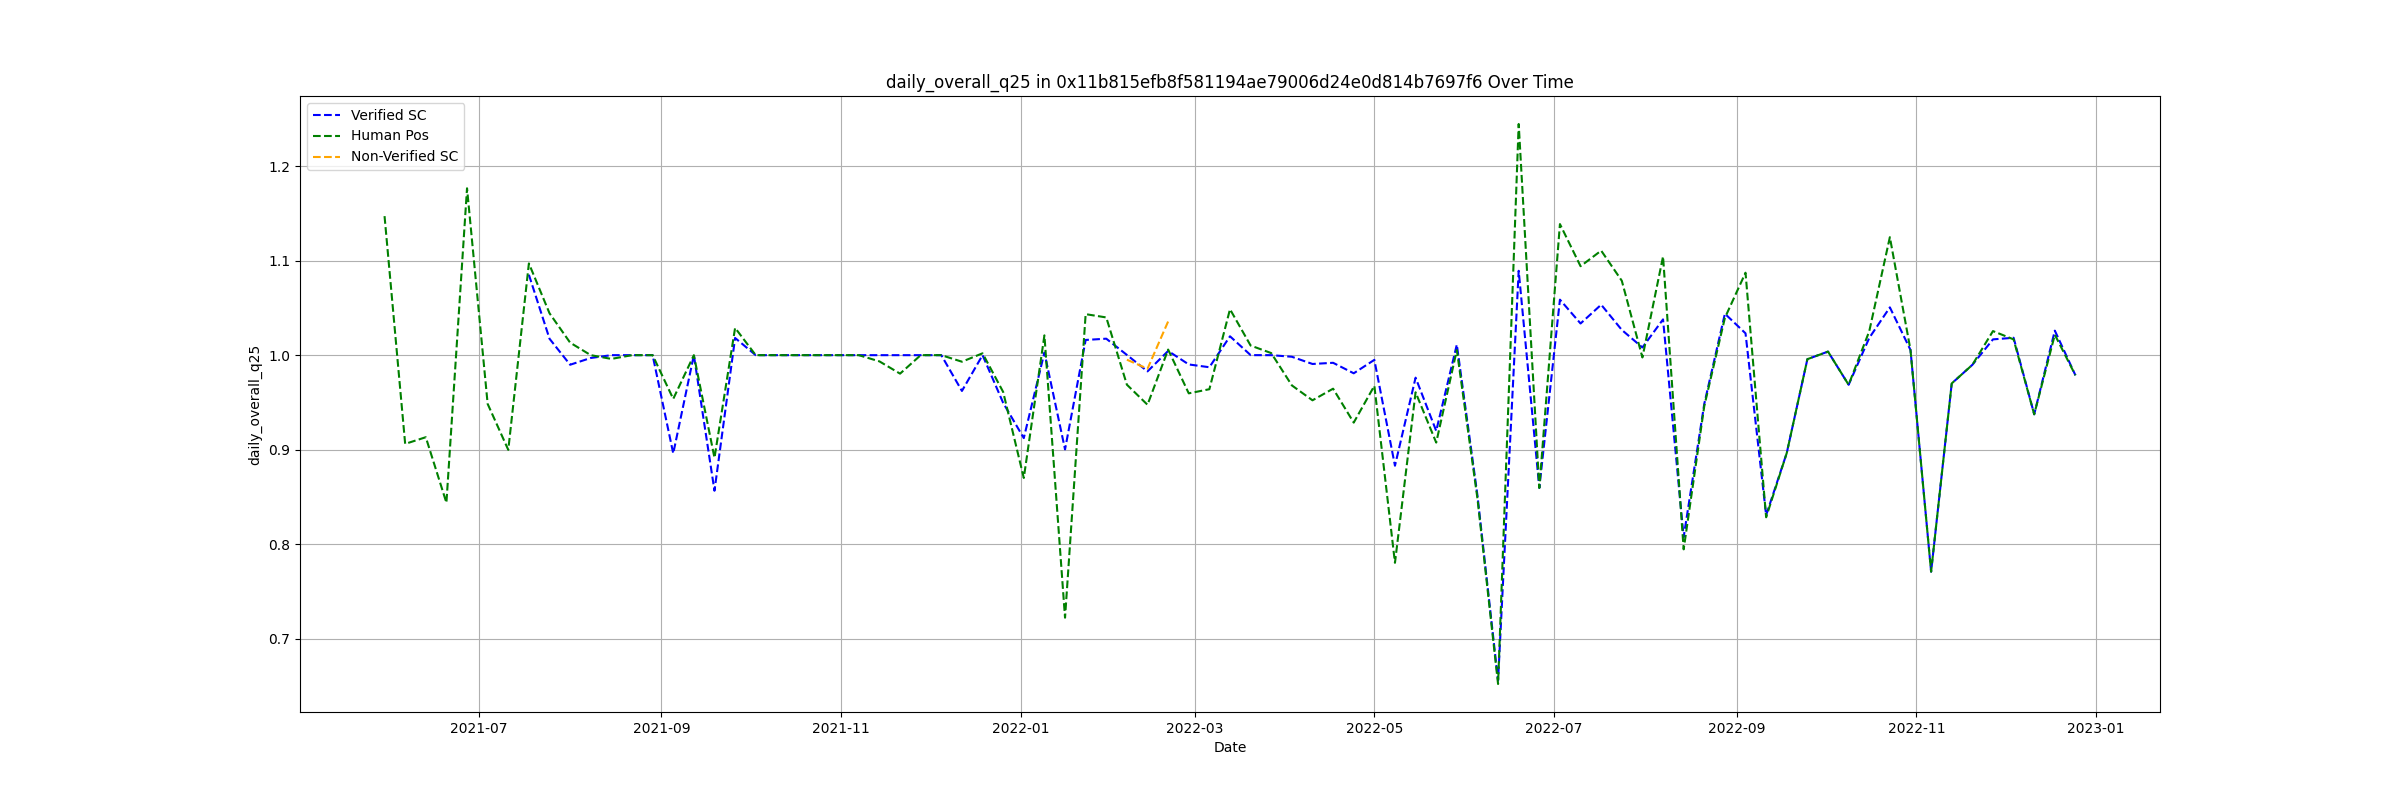 daily_overall_q25 in 0x11b815efb8f581194ae79006d24e0d814b7697f6 Over Time
Verified SC
Human Pos
Non-Verified SC
daily_overall_q25
1.2
1.1
1.0
0.9
0.8
0.7
2021-07
2021-09
2021-11
2022-01
2022-03
2022-05
2022-07
2022-09
2022-11
2023-01
Date